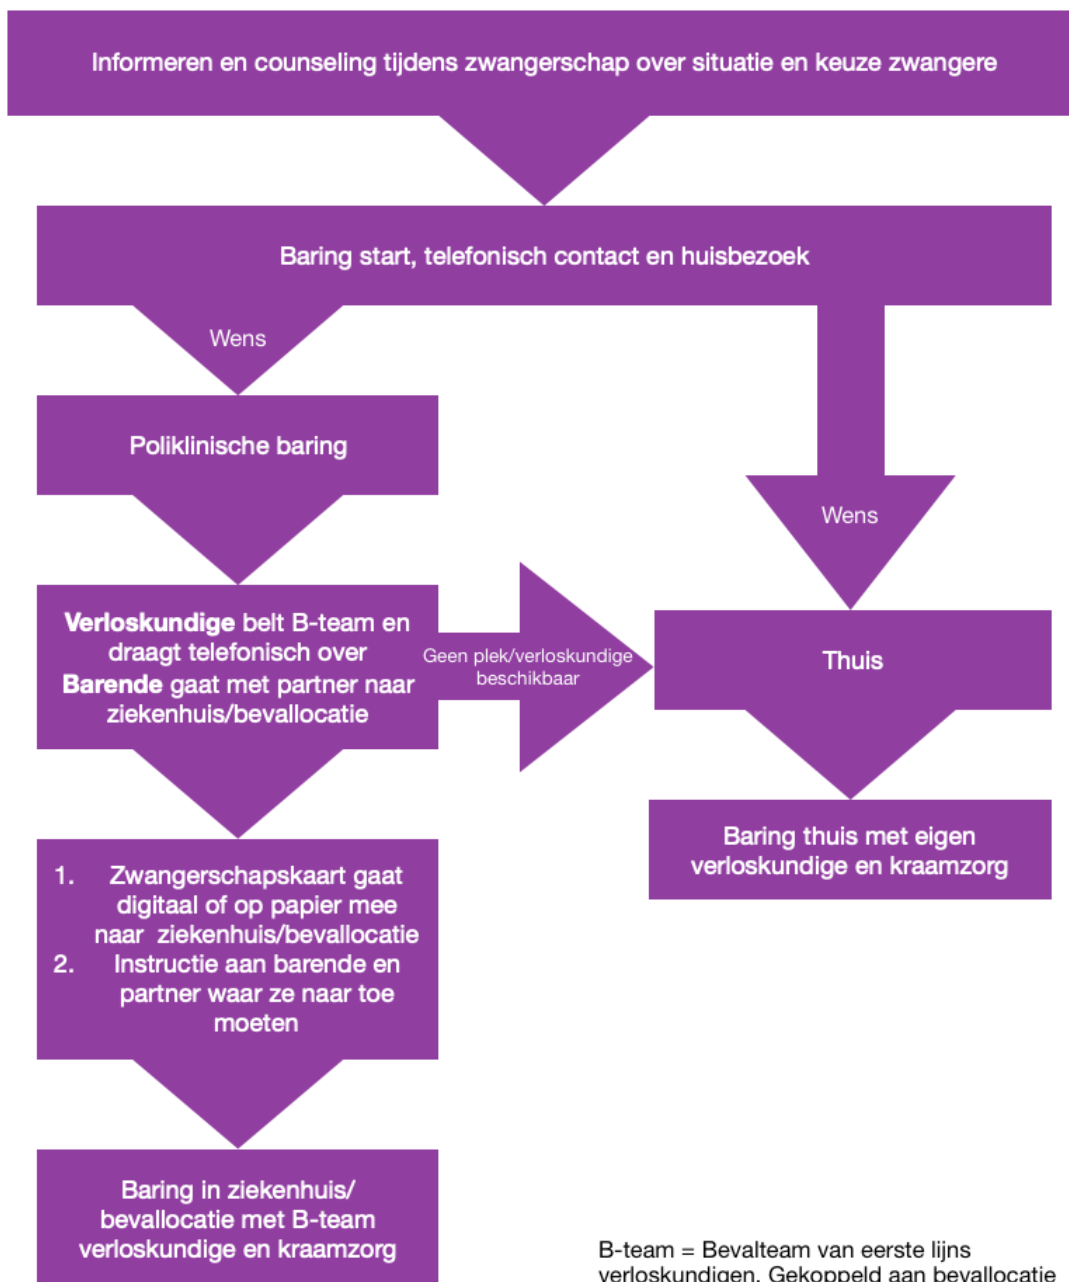 Informeren en counseling tijdens zwangerschap over situatie en keuze zwangere
Baring start, telefonisch contact en huisbezoek
Wens
Poliklinische baring
Wens
Verloskundige belt B-team en
draagt telefonisch over
Barende gaat met partner naar
ziekenhuis/bevallocatie
Geen plek/verloskundige
beschikbaar
Thuis
Baring thuis met eigen
verloskundige en kraamzorg
1. Zwangerschapskaart gaat
digitaal of op papier mee
naar ziekenhuis/bevallocatie
2. Instructie aan barende en
partner waar ze naar toe
moeten
Baring in ziekenhuis/
bevallocatie met B-team
verloskundige en kraamzorg
B-team = Bevalteam van eerste lijns
verloskundigen. Gekoppeld aan bevallocatie